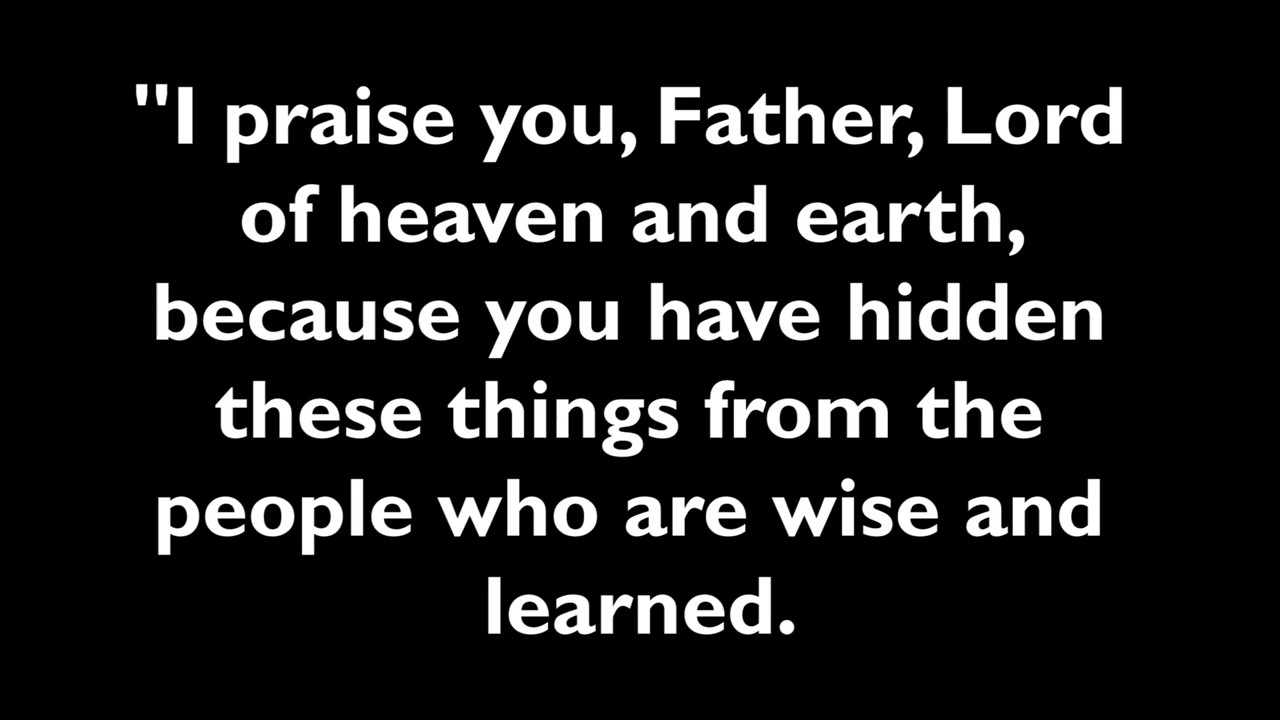 "I praise you, Father, Lord
of heaven and earth,
because you have hidden
these things from the
people who are wise and
learned.